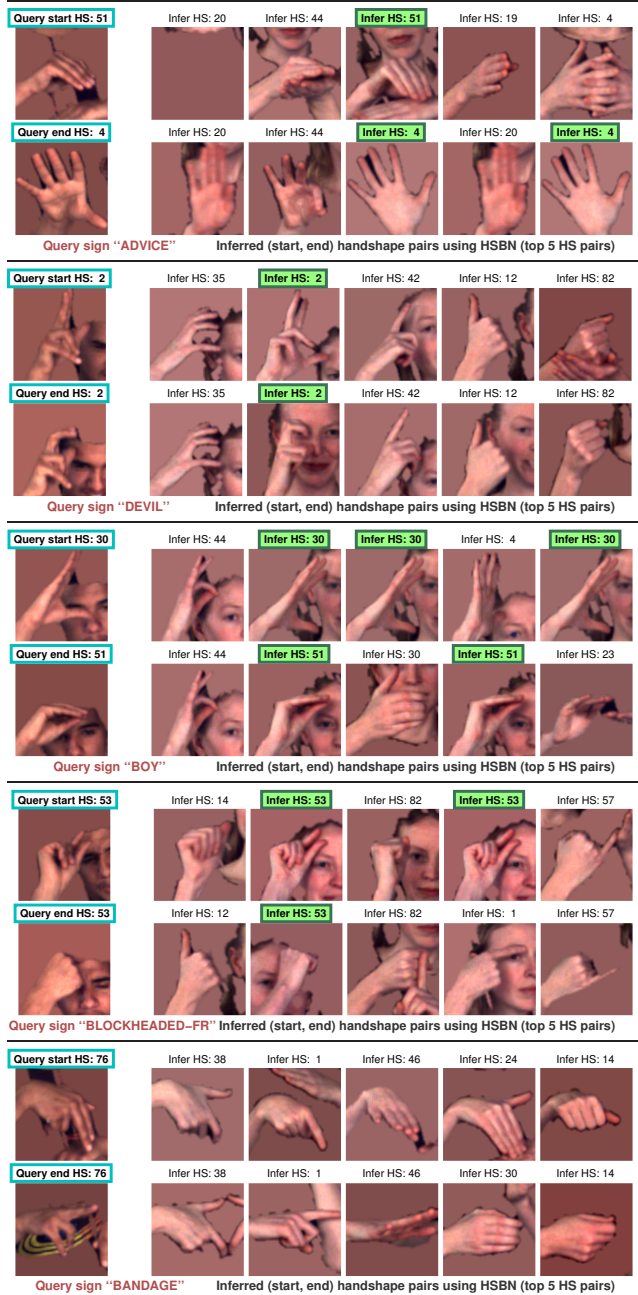 Query start HS: 51 Infer HS: 20 Infer HS: 44 Infer HS: 51 Infer HS: 19 Infer HS: 4
Query end HS: 4 Infer HS: 20 Infer HS: 44 Infer HS: 4 Infer HS: 20 Infer HS: 4
Query sign ‘‘ADVICE’’ Inferred (start, end) handshape pairs using HSBN (top 5 HS pairs)
Query start HS: 2 Infer HS: 35 Infer HS: 2 Infer HS: 42 Infer HS: 12 Infer HS: 82
Query end HS: 2 Infer HS: 35 Infer HS: 2 Infer HS: 42 Infer HS: 12 Infer HS: 82
Query sign ‘‘DEVIL’’ Inferred (start, end) handshape pairs using HSBN (top 5 HS pairs)
Query start HS: 30 Infer HS: 44 Infer HS: 30 Infer HS: 30 Infer HS: 4 Infer HS: 30
Query end HS: 51 Infer HS: 44 Infer HS: 51 Infer HS: 30 Infer HS: 51 Infer HS: 23
Query sign ‘‘BOY’’ Inferred (start, end) handshape pairs using HSBN (top 5 HS pairs)
Query start HS: 53 Infer HS: 14 Infer HS: 53 Infer HS: 82 Infer HS: 53 Infer HS: 57
Query end HS: 53 Infer HS: 12 Infer HS: 53 Infer HS: 82 Infer HS: 1 Infer HS: 57
Query sign ‘‘BLOCKHEADED−FR’’ Inferred (start, end) handshape pairs using HSBN (top 5 HS pairs)
Query start HS: 76 Infer HS: 38 Infer HS: 1 Infer HS: 46 Infer HS: 24 Infer HS: 14
Query end HS: 76 Infer HS: 38 Infer HS: 1 Infer HS: 46 Infer HS: 30 Infer HS: 14
Query sign ‘‘BANDAGE’’ Inferred (start, end) handshape pairs using HSBN (top 5 HS pairs)